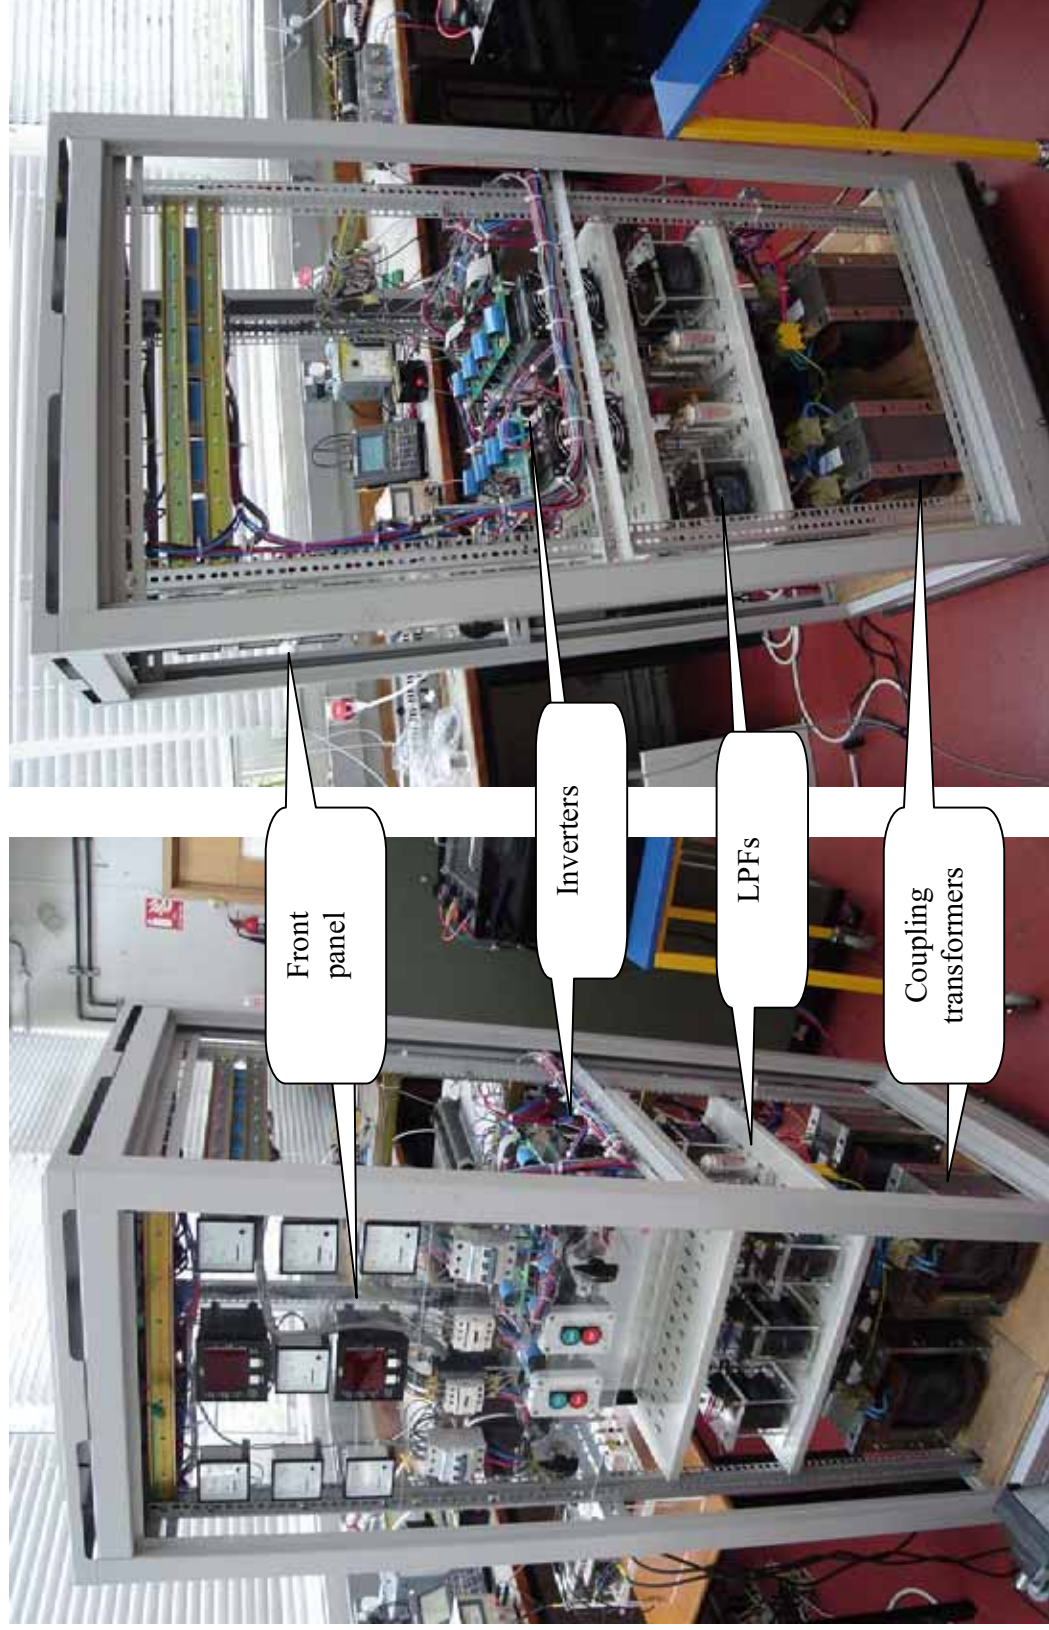 Front
panel
Inverters
LPFs
Coupling
transformers